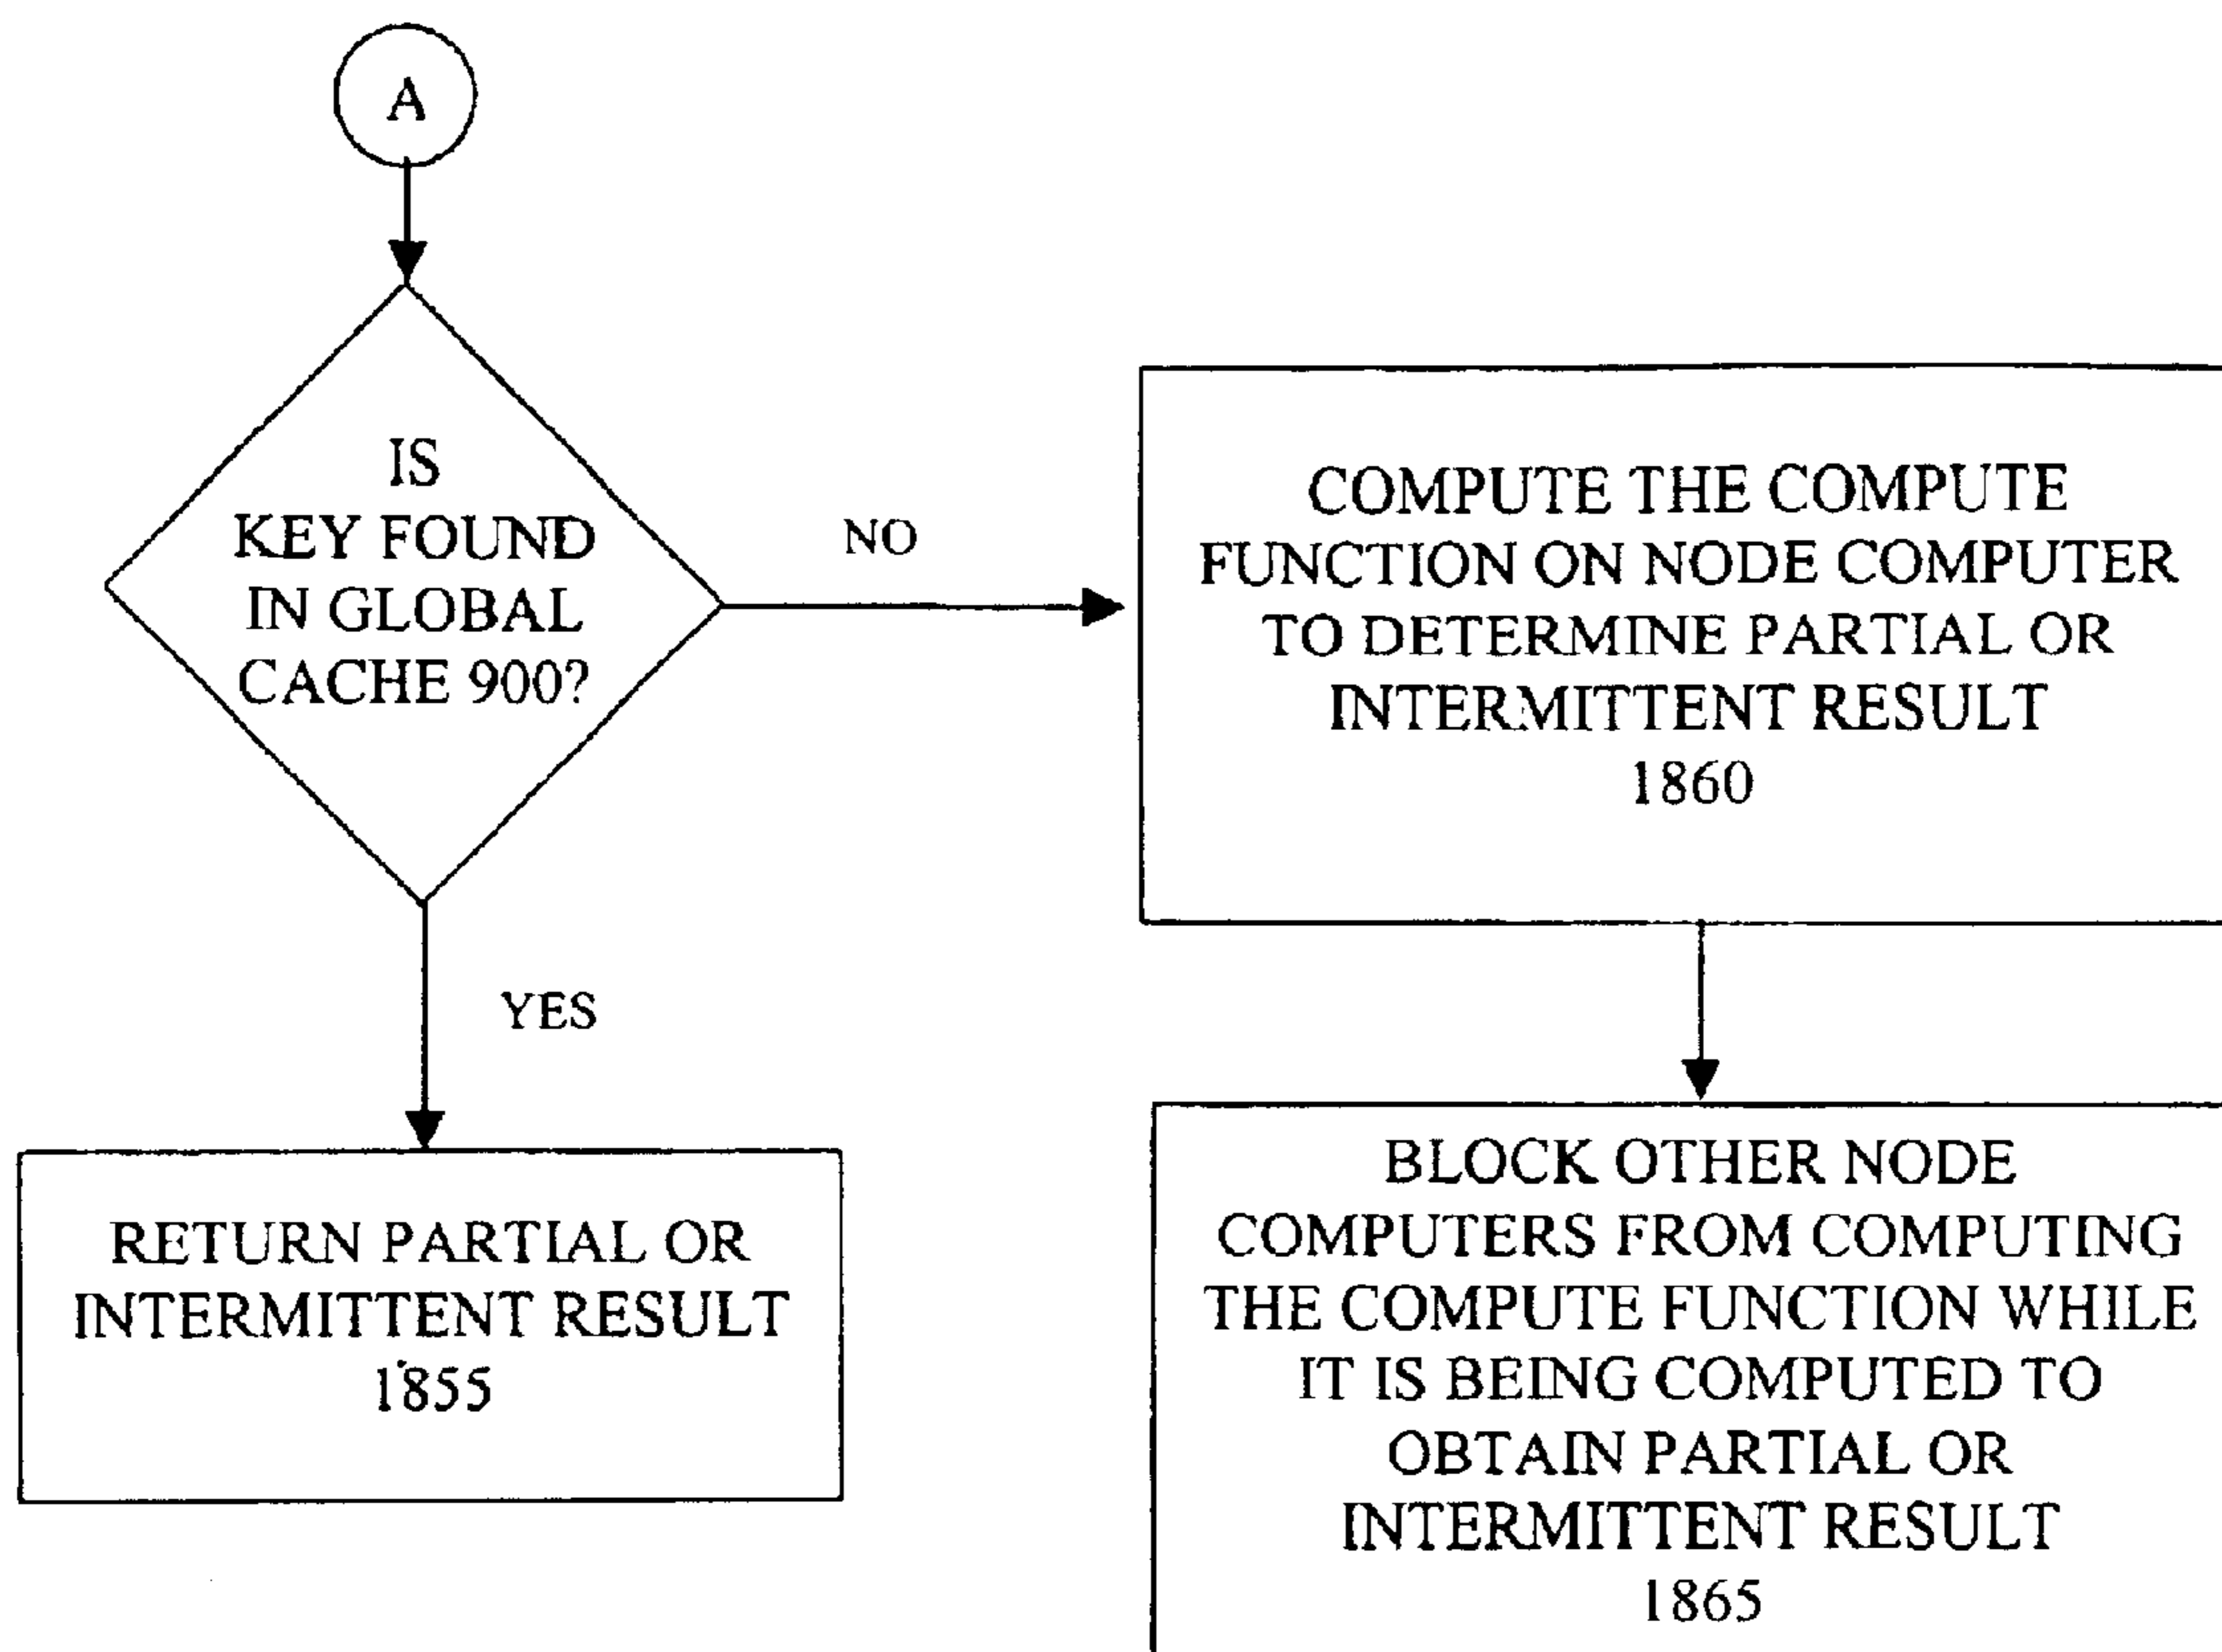 A
IS
KEY FOUND
IN GLOBAL
CACHE 900?
NO
COMPUTE THE COMPUTE
FUNCTION ON NODE COMPUTER
TO DETERMINE PARTIAL OR
INTERMITTENT RESULT
1860
YES
RETURN PARTIAL OR
INTERMITTENT RESULT
1855
BLOCK OTHER NODE
COMPUTERS FROM COMPUTING
THE COMPUTE FUNCTION WHILE
IT IS BEING COMPUTED TO
OBTAIN PARTIAL OR
INTERMITTENT RESULT
1865